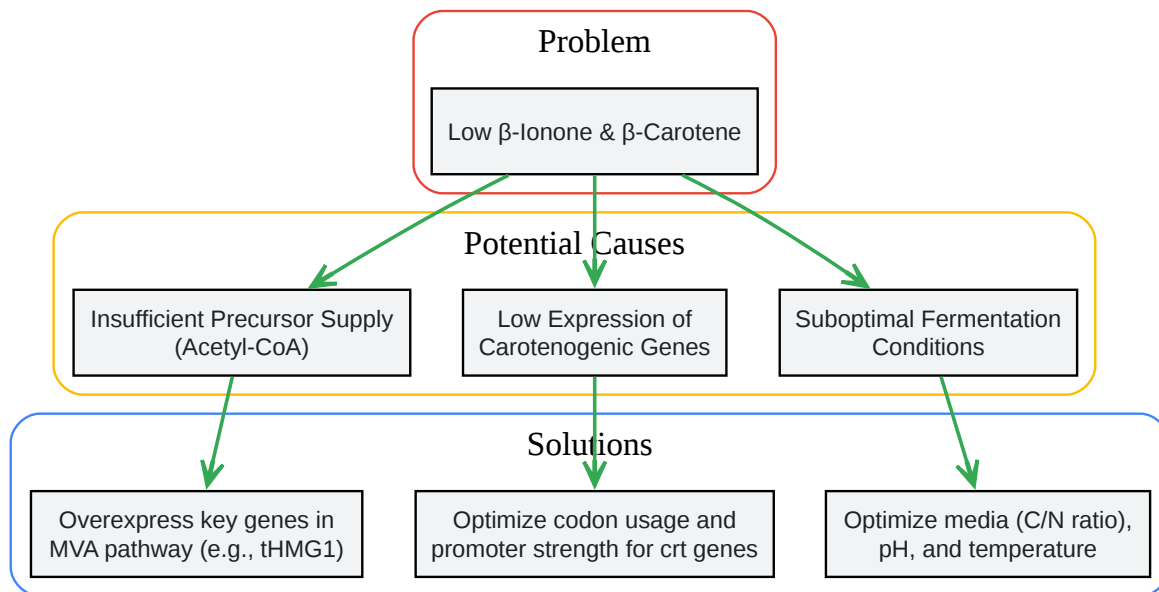 Problem
Low β-Ionone & β-Carotene
Potential Causes
Insufficient Precursor Supply
(Acetyl-CoA)
Low Expression of
Carotenogenic Genes
Suboptimal Fermentation
Conditions
Solutions
Overexpress key genes in
MVA pathway (e.g., tHMG1)
Optimize codon usage and
promoter strength for crt genes
Optimize media (C/N ratio),
pH, and temperature